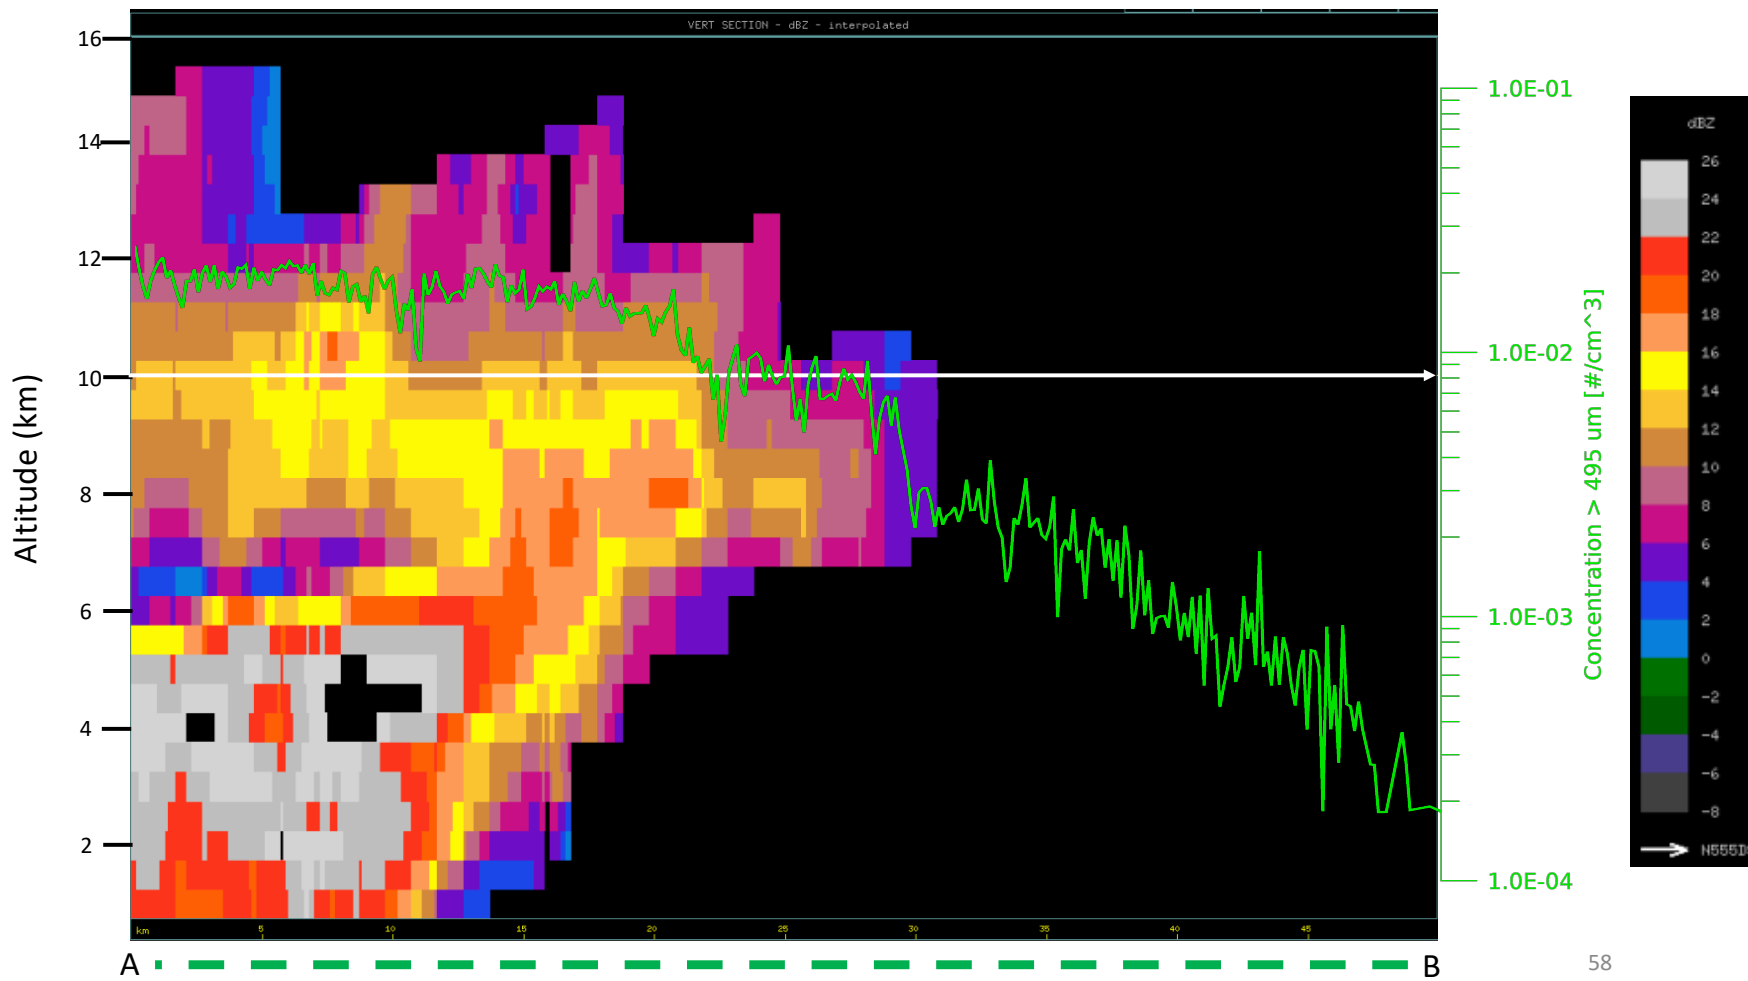 VERT SECTION - dBZ - interpolated
16
14
12
10
8
6
4
2
Altitude (km)
1.0E-01
1.0E-02
1.0E-03
1.0E-04
Concentration > 495 um [#/cm^3]
dBZ
26
24
22
20
18
16
14
12
10
8
6
4
2
0
-2
-4
-6
-8
N555D
km 5 10 15 20 25 30 35 40 45
A B
58